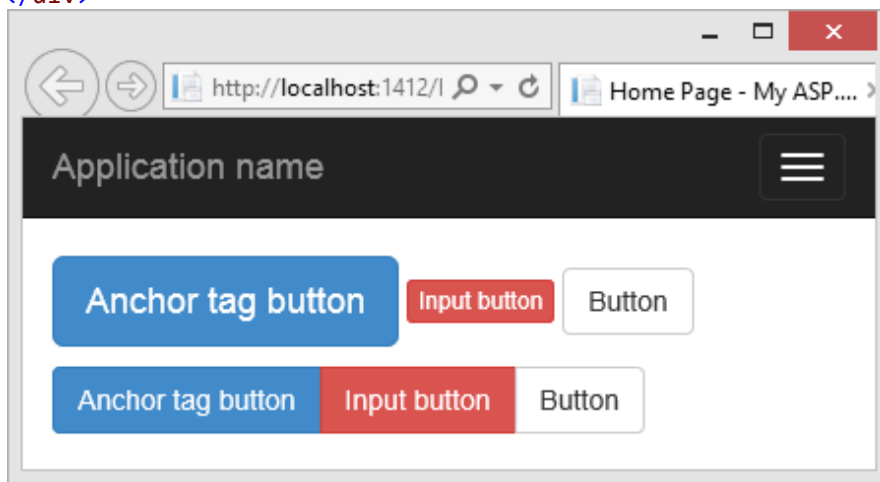 </div>
http://localhost:1412/I
Home Page - My ASP....
Application name
Anchor tag button Input button Button
Anchor tag button Input button Button